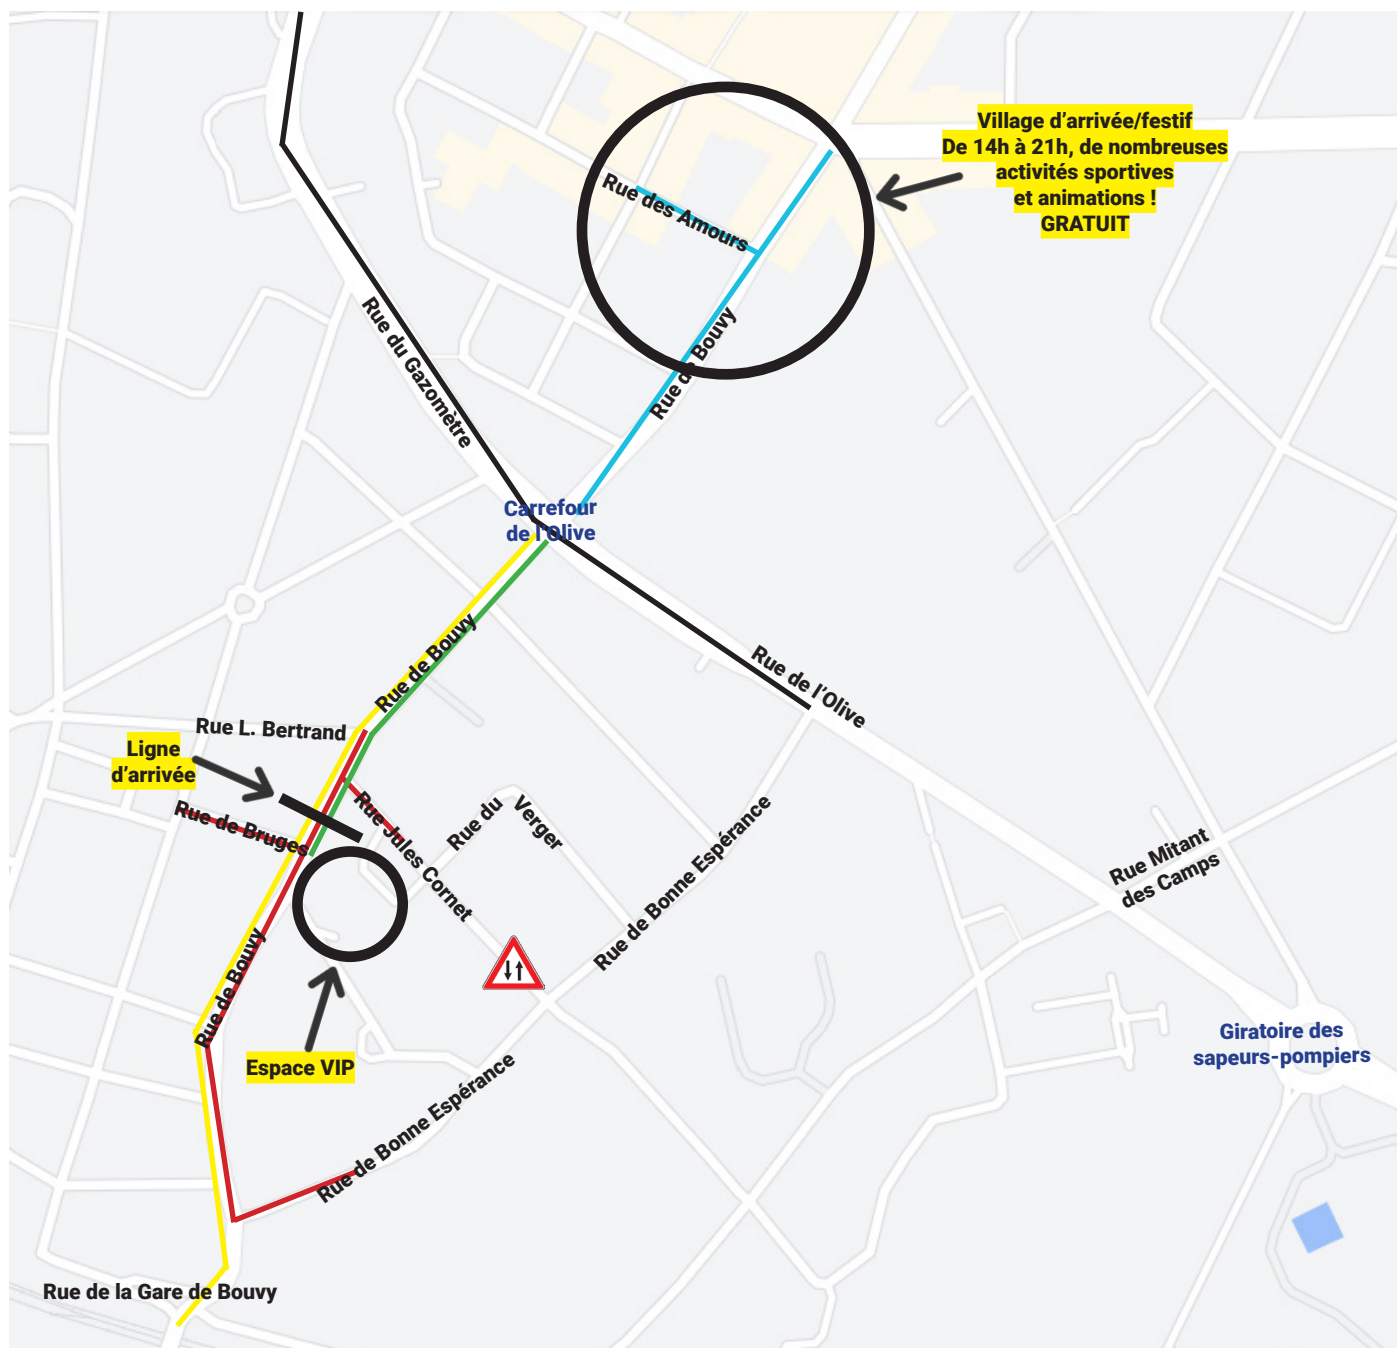 Village d'arrivée/festif
De 14h à 21h, de nombreuses
activités sportives
et animations !
GRATUIT
Rue des Amours
Rue de Bouvy
Rue du Gazomètre
Carrefour
de l'Olive
Rue de Bouvy
Rue de l'Olive
Rue L. Bertrand
Ligne
d'arrivée
Rue de Bruges
Rue Jules Cornet
Rue du
Verger
Rue de Bonne Espérance
Rue Mitant
des Camps
Rue de Bouvy
Espace VIP
Giratoire des
sapeurs-pompiers
Rue de Bonne Espérance
Rue de la Gare de Bouvy